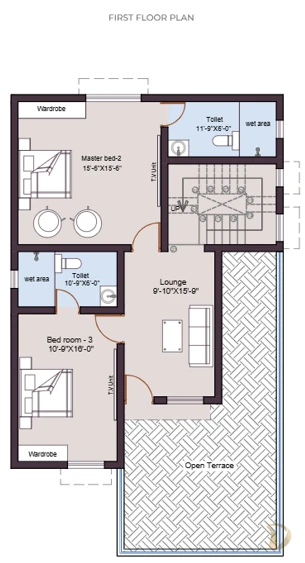 FIRST FLOOR PLAN
Wardrobe
Toilet
11'-9"X6'-0"
wet area
Master bed-2
15'-6"X15'-6"
T.V Unit
UP
wet area
Toilet
10'-9"X6'-0"
Lounge
9'-10"X15'-9"
Bed room - 3
10'-9"X16'-0"
T.V Unit
Wardrobe
Open Terrace